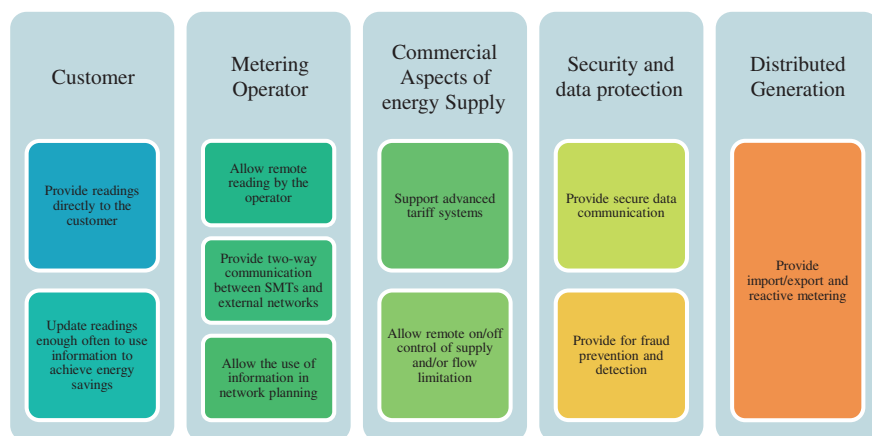 Customer
Provide readings
directly to the
customer
Update readings
enough often to use
information to
achieve energy
savings
Metering
Operator
Allow remote
reading by the
operator
Provide two-way
communication
between SMTs and
external networks
Allow the use of
information in
network planning
Commercial
Aspects of
energy Supply
Support advanced
tariff systems
Allow remote on/off
control of supply
and/or flow
limitation
Security and
data protection
Provide secure data
communication
Provide for fraud
prevention and
detection
Distributed
Generation
Provide
import/export and
reactive metering